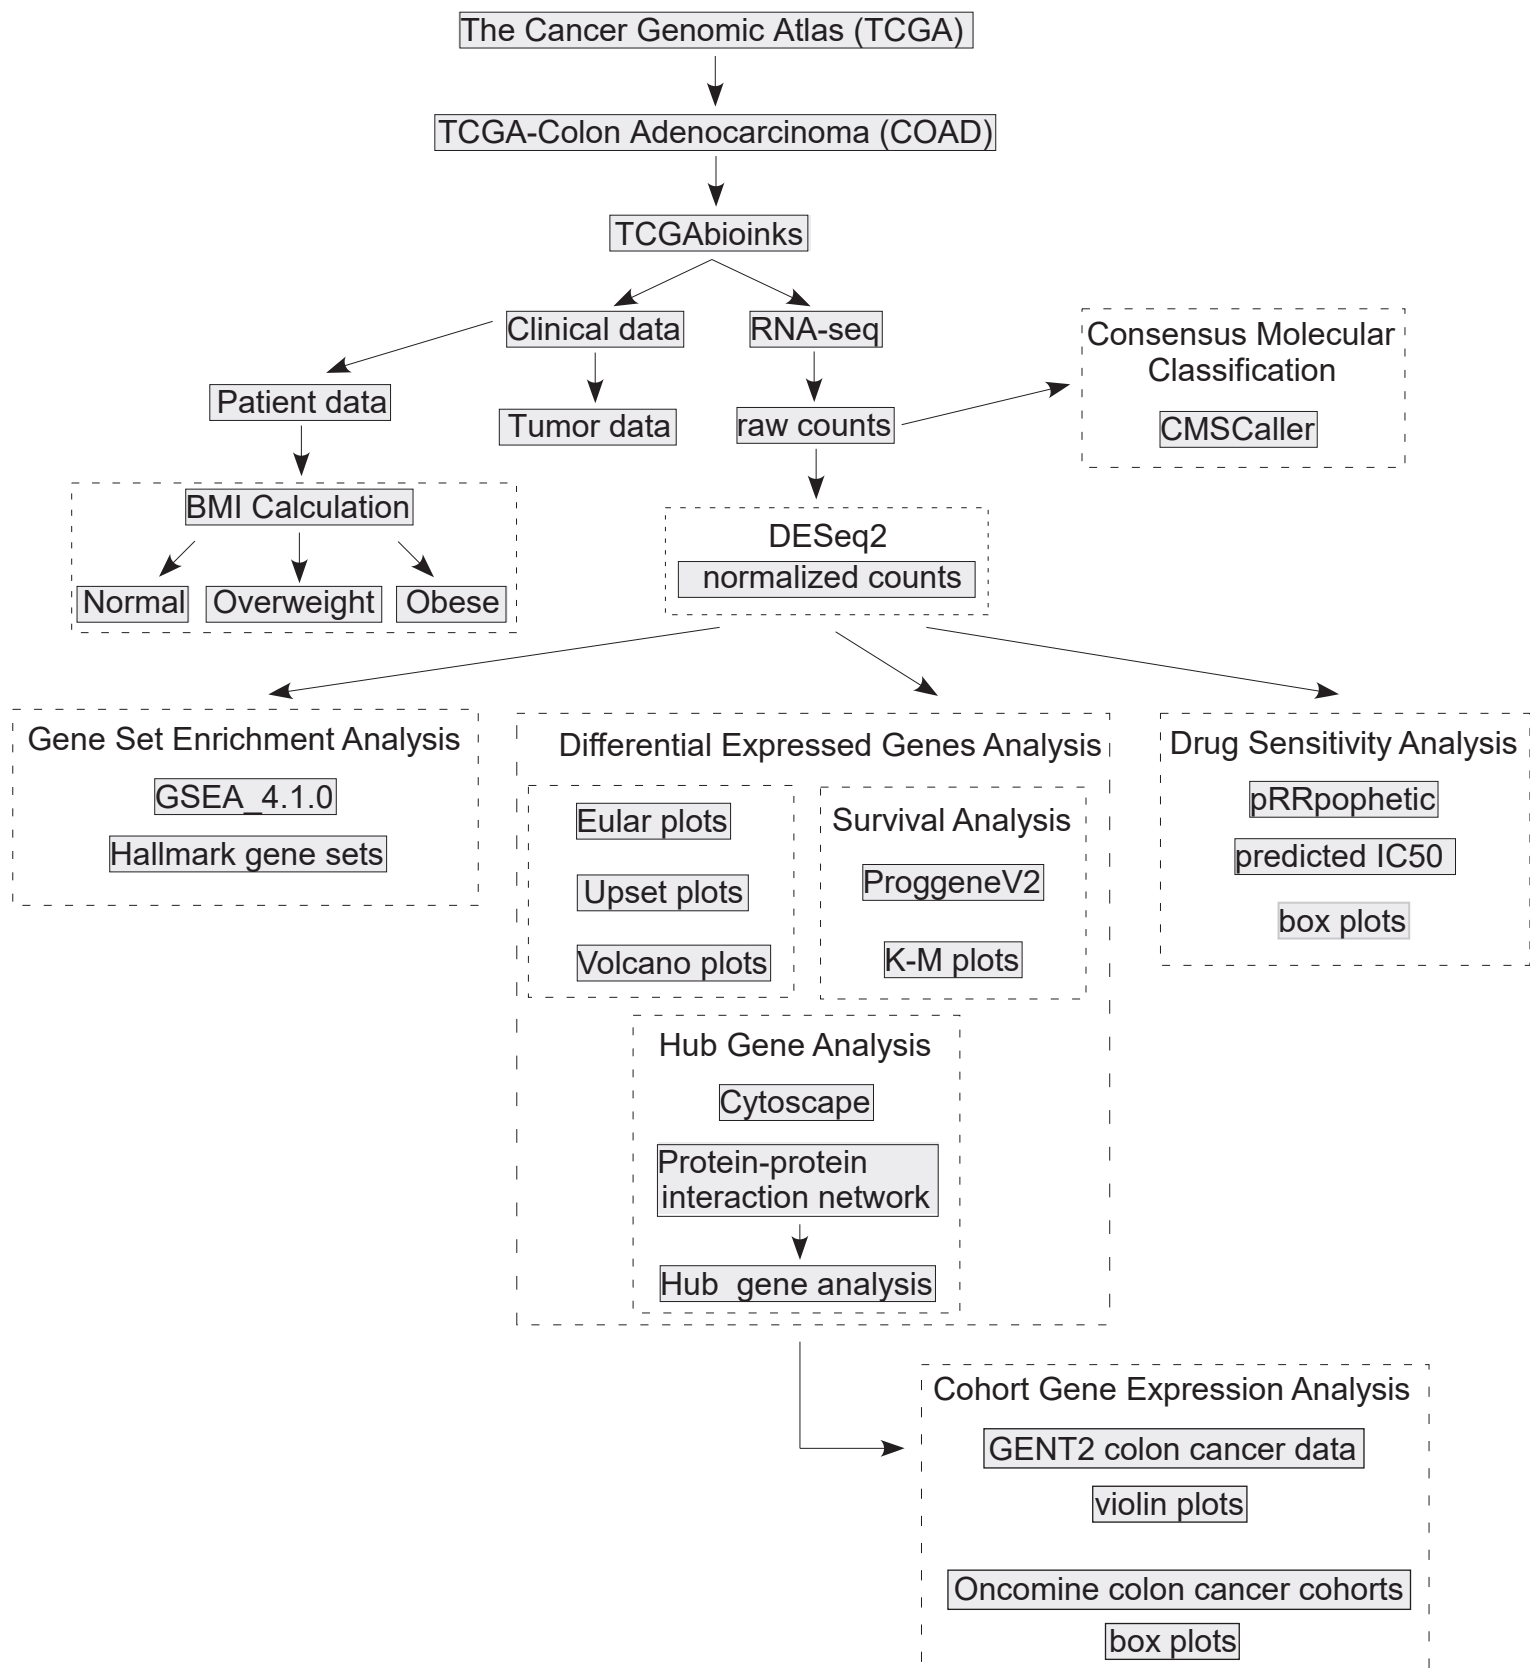 The Cancer Genomic Atlas (TCGA)
TCGA-Colon Adenocarcinoma (COAD)
TCGAbioinks
Clinical data
RNA-seq
Consensus Molecular
Classification
CMSCaller
Patient data
Tumor data
raw counts
BMI Calculation
Normal
Overweight
Obese
DESeq2
normalized counts
Gene Set Enrichment Analysis
GSEA_4.1.0
Hallmark gene sets
Differential Expressed Genes Analysis
Eular plots
Upset plots
Volcano plots
Survival Analysis
ProggeneV2
K-M plots
Hub Gene Analysis
Cytoscape
Protein-protein
interaction network
Hub gene analysis
Drug Sensitivity Analysis
pRRpophetic
predicted IC50
box plots
Cohort Gene Expression Analysis
GENT2 colon cancer data
violin plots
Oncomine colon cancer cohorts
box plots